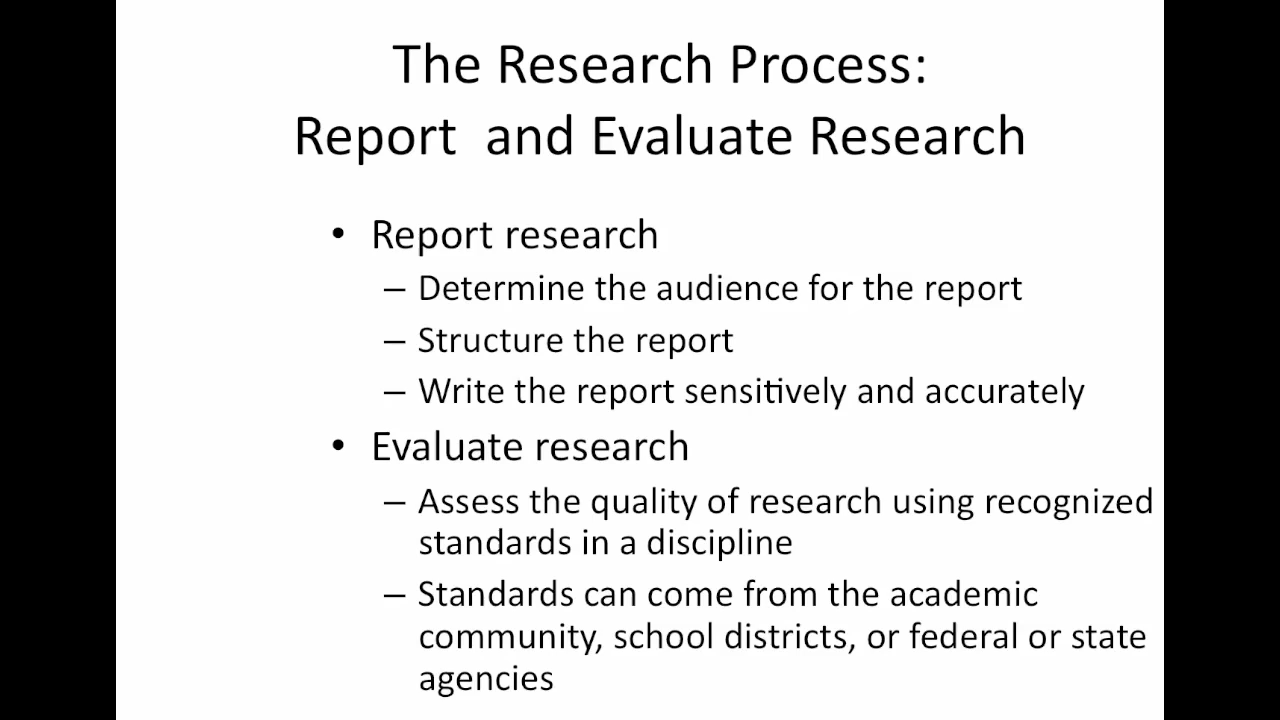 The Research Process:
Report  and Evaluate Research
• Report research
– Determine the audience for the report
– Structure the report
– Write the report sensitively and accurately
• Evaluate research
– Assess the quality of research using recognized
standards in a discipline
– Standards can come from the academic
community, school districts, or federal or state
agencies